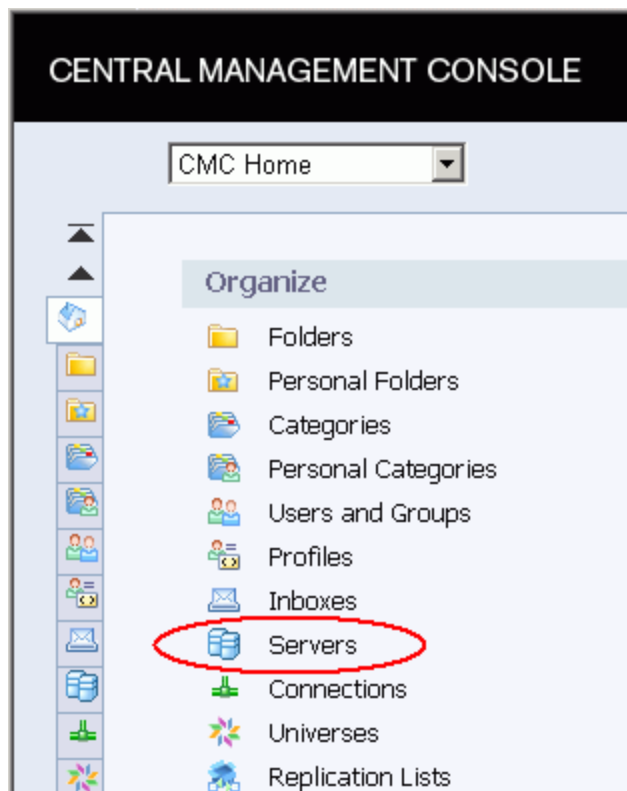 CENTRAL MANAGEMENT CONSOLE
CMC Home
Organize
Folders
Personal Folders
Categories
Personal Categories
Users and Groups
Profiles
Inboxes
Servers
Connections
Universes
Replication Lists